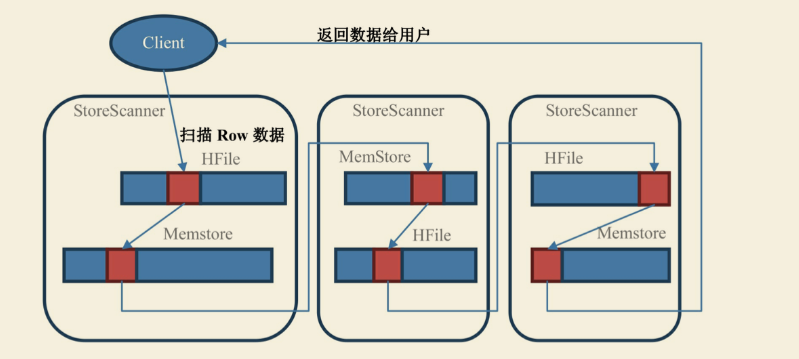 Client
返回数据给用户
StoreScanner
扫描 Row 数据
HFile
Memstore
StoreScanner
MemStore
HFile
StoreScanner
HFile
Memstore